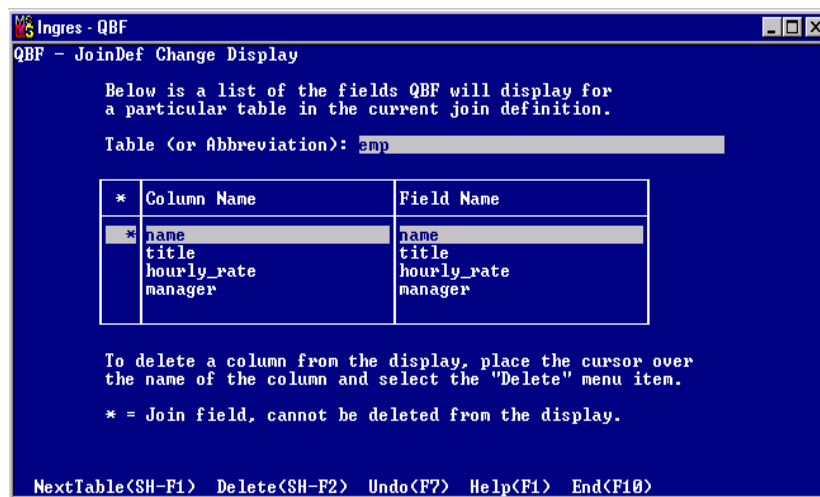 Ingres - QBF
QBF - JoinDef Change Display
Below is a list of the fields QBF will display for
a particular table in the current join definition.
Table (or Abbreviation): emp
* Column Name Field Name
* name name
title title
hourly_rate hourly_rate
manager manager
To delete a column from the display, place the cursor over
the name of the column and select the "Delete" menu item.
* = Join field, cannot be deleted from the display.
NextTable(SH-F1) Delete(SH-F2) Undo(F7) Help(F1) End(F10)